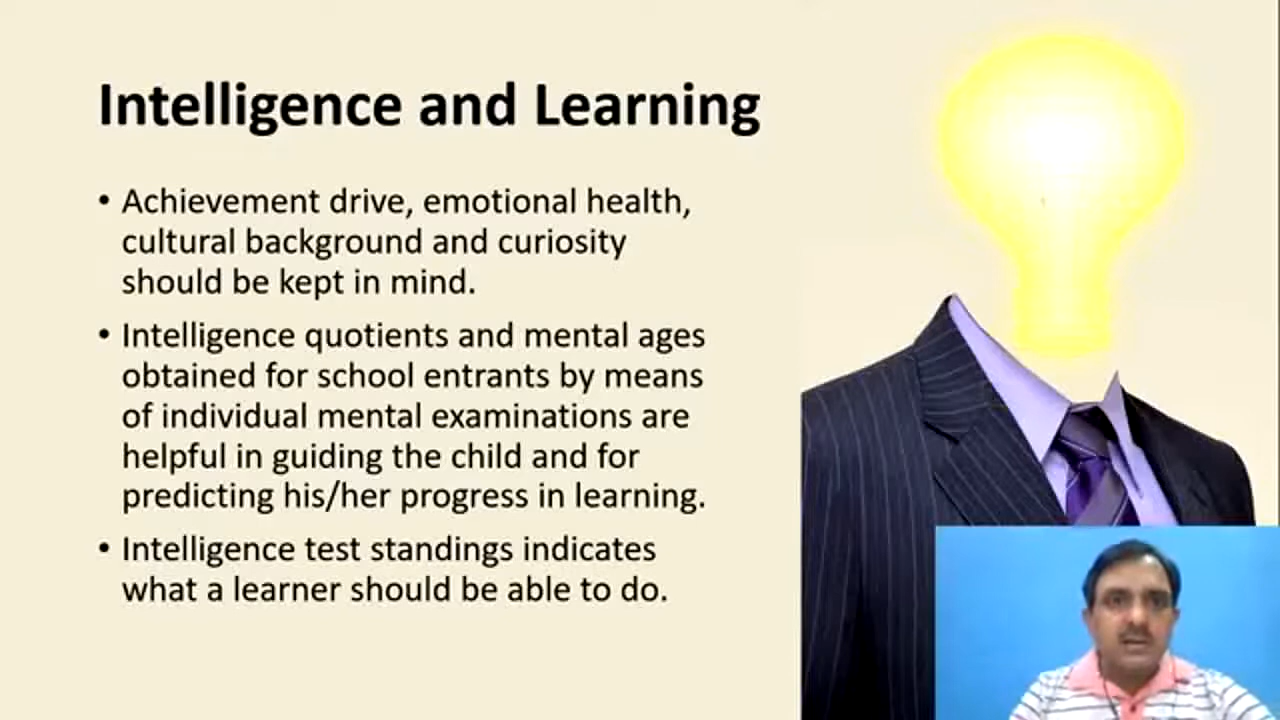 Intelligence and Learning
• Achievement drive, emotional health,
cultural background and curiosity
should be kept in mind.
• Intelligence quotients and mental ages
obtained for school entrants by means
of individual mental examinations are
helpful in guiding the child and for
predicting his/her progress in learning.
• Intelligence test standings indicates
what a learner should be able to do.